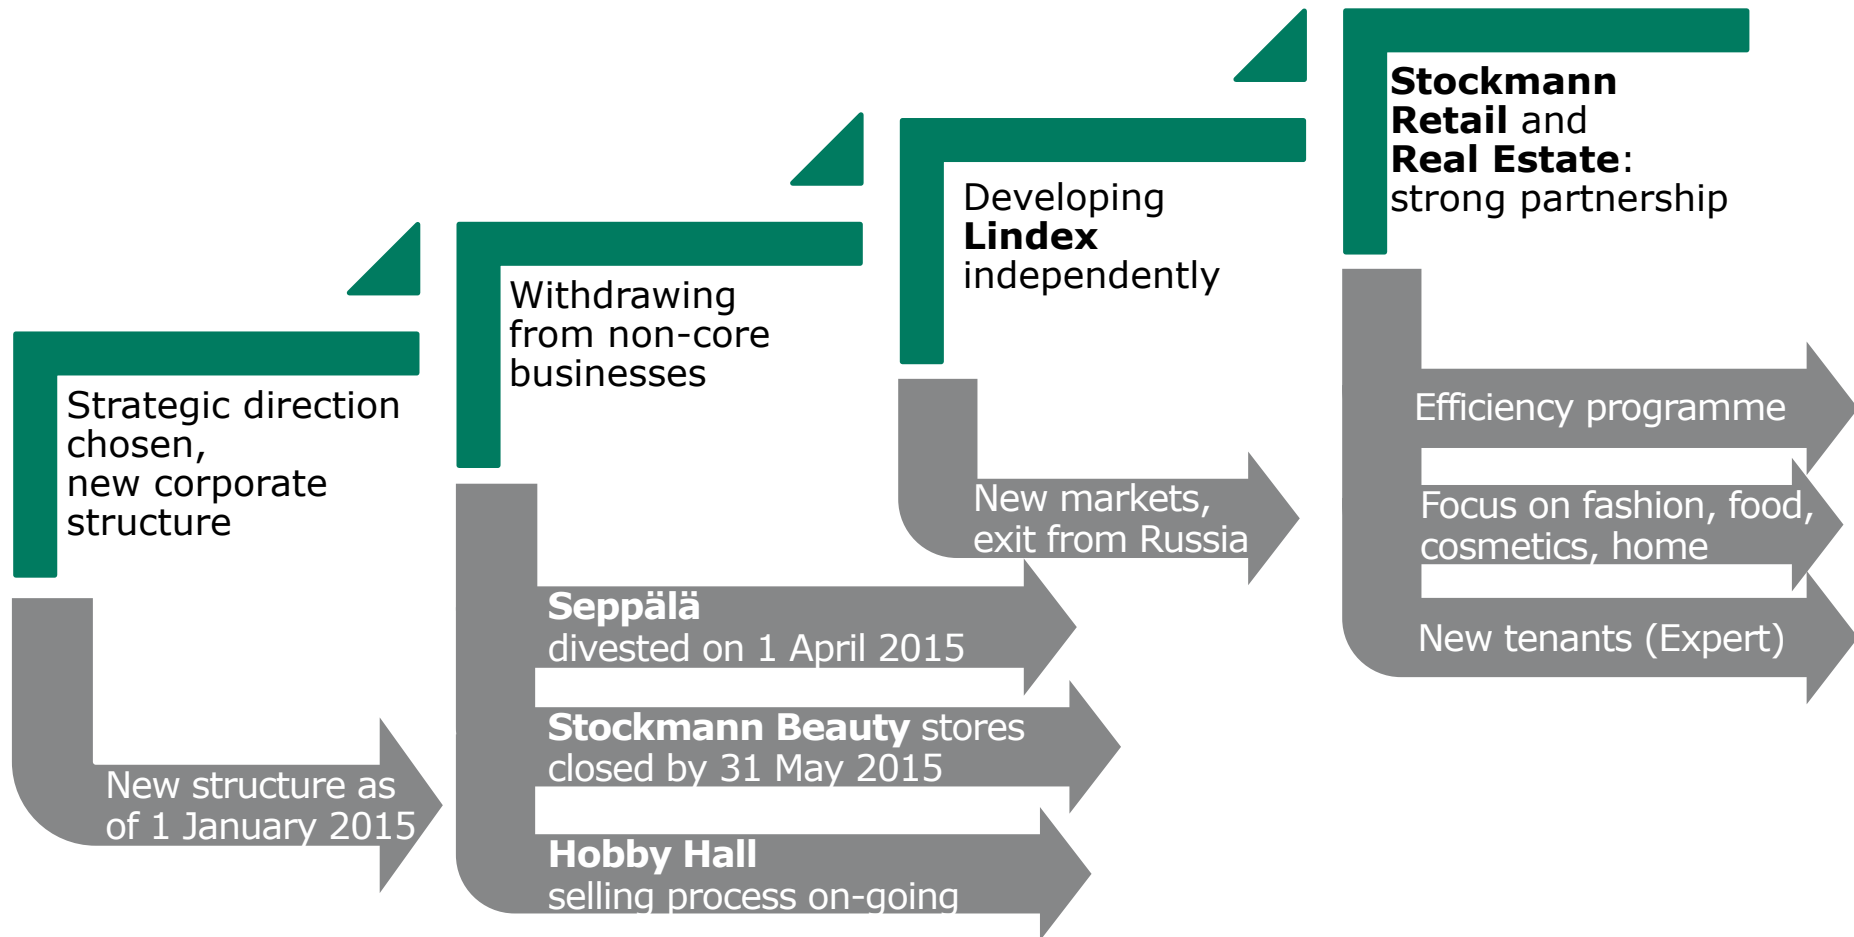 Strategic direction
chosen,
new corporate
structure
New structure as
of 1 January 2015
Withdrawing
from non-core
businesses
Seppälä
divested on 1 April 2015
Stockmann Beauty stores
closed by 31 May 2015
Hobby Hall
selling process on-going
Developing
Lindex
independently
New markets,
exit from Russia
Stockmann
Retail and
Real Estate:
strong partnership
Efficiency programme
Focus on fashion, food,
cosmetics, home
New tenants (Expert)